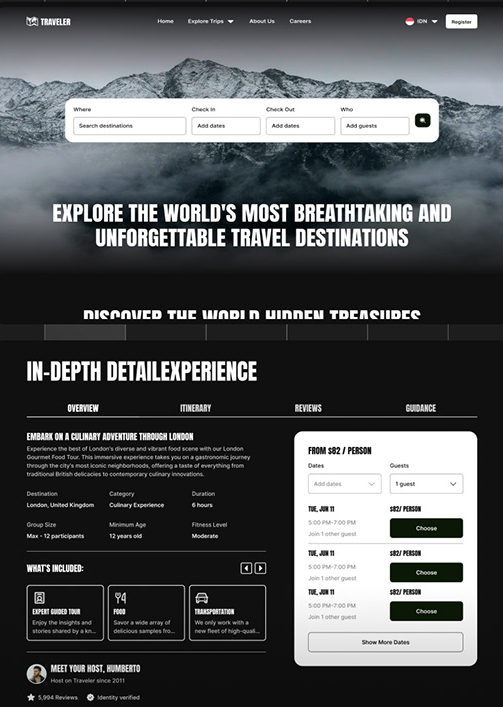 TRAVELER
Home Explore Trips About Us Careers
IDN Register
Where Check In Check Out Who
Search destinations Add dates Add dates Add guests
EXPLORE THE WORLD'S MOST BREATHTAKING AND
UNFORGETTABLE TRAVEL DESTINATIONS
DISCOVER THE WORLD HIDDEN TREASURES
IN-DEPTH DETAILEXPERIENCE
OVERVIEW ITINERARY REVIEWS GUIDANCE
EMBARK ON A CULINARY ADVENTURE THROUGH LONDON
Experience the best of London's diverse and vibrant food scene with our London
Gourmet Food Tour. This immersive experience takes you on a gastronomic journey
through the city's most iconic neighborhoods, offering a taste of everything from
traditional British delicacies to contemporary culinary innovations.
Destination Category Duration
London, United Kingdom Culinary Experience 6 hours
Group Size Minimum Age Fitness Level
Max - 12 participants 12 years old Moderate
WHAT'S INCLUDED:
EXPERT GUIDED TOUR
Enjoy the insights and
stories shared by a kn...
FOOD
Savor a wide array of
delicious samples fro...
TRANSPORTATION
We only work with a
new fleet of high-quali...
MEET YOUR HOST, HUMBERTO
Host on Traveler since 2011
5,994 Reviews Identity verified
FROM $82 / PERSON
Dates Guests
Add dates 1 guest
TUE, JUN 11 $82/ PERSON
5:00 PM-7:00 PM
Join 1 other guest
Choose
TUE, JUN 11 $82/ PERSON
5:00 PM-7:00 PM
Join 1 other guest
Choose
TUE, JUN 11 $82/ PERSON
5:00 PM-7:00 PM
Join 1 other guest
Choose
Show More Dates